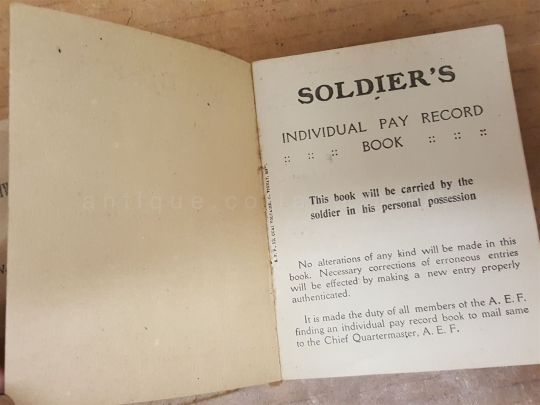 SOLDIER'S
INDIVIDUAL PAY RECORD
:: :: :: BOOK :: :: ::
This book will be carried by the
soldier in his personal possession
No alterations of any kind will be made in this
book. Necessary corrections of erroneous entries
will be effected by making a new entry properly
authenticated.
It is made the duty of all members of the A. E. F.
finding an individual pay record book to mail same
to the Chief Quartermaster, A. E. F.